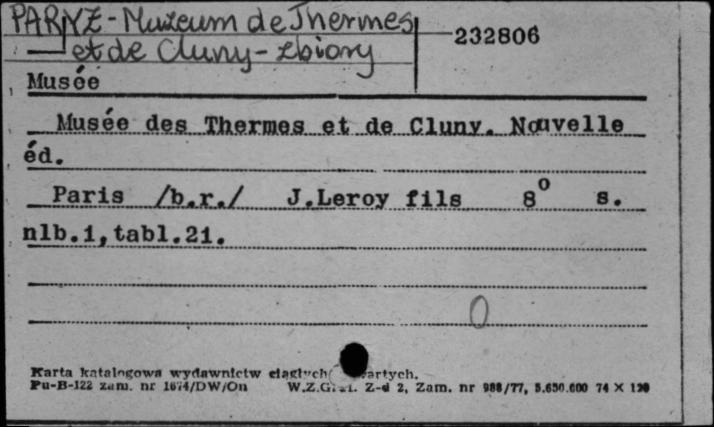 PARYŻ - Muzeum de Thermes
et de Cluny - zbiory
232806
Musée
Musée des Thermes et de Cluny. Nouvelle
éd.
Paris /b.r./ J.Leroy fils 8⁰ s.
nlb.1,tabl.21.
0
Karta katalogowa wydawnictw
Pu-B-122 zam. nr 1674/DW/On W.Z.Graf. Z-d 2, Zam. nr 988/77, 5.650.000 74 X 120